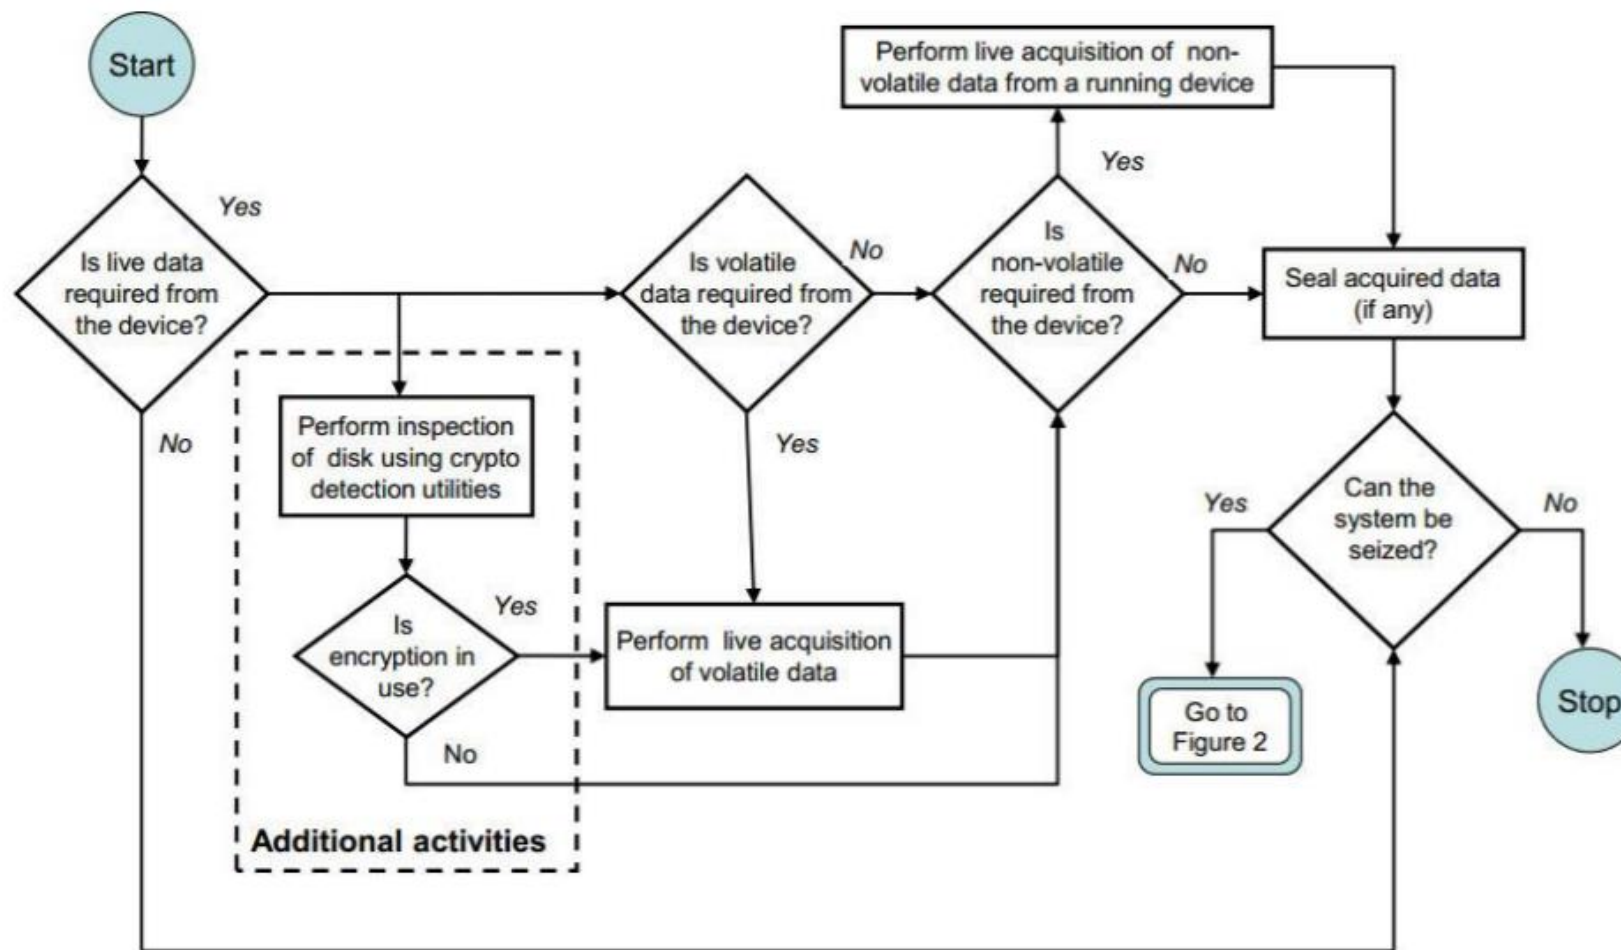 Start
Is live data
required from
the device?
Yes
No
Perform inspection
of disk using crypto
detection utilities
Is
encryption in
use?
Yes
No
Additional activities
Is volatile
data required from
the device?
No
Yes
Perform live acquisition
of volatile data
Is
non-volatile
required from
the device?
Yes
No
Perform live acquisition of non-
volatile data from a running device
Seal acquired data
(if any)
Can the
system be
seized?
Yes
No
Go to
Figure 2
Stop